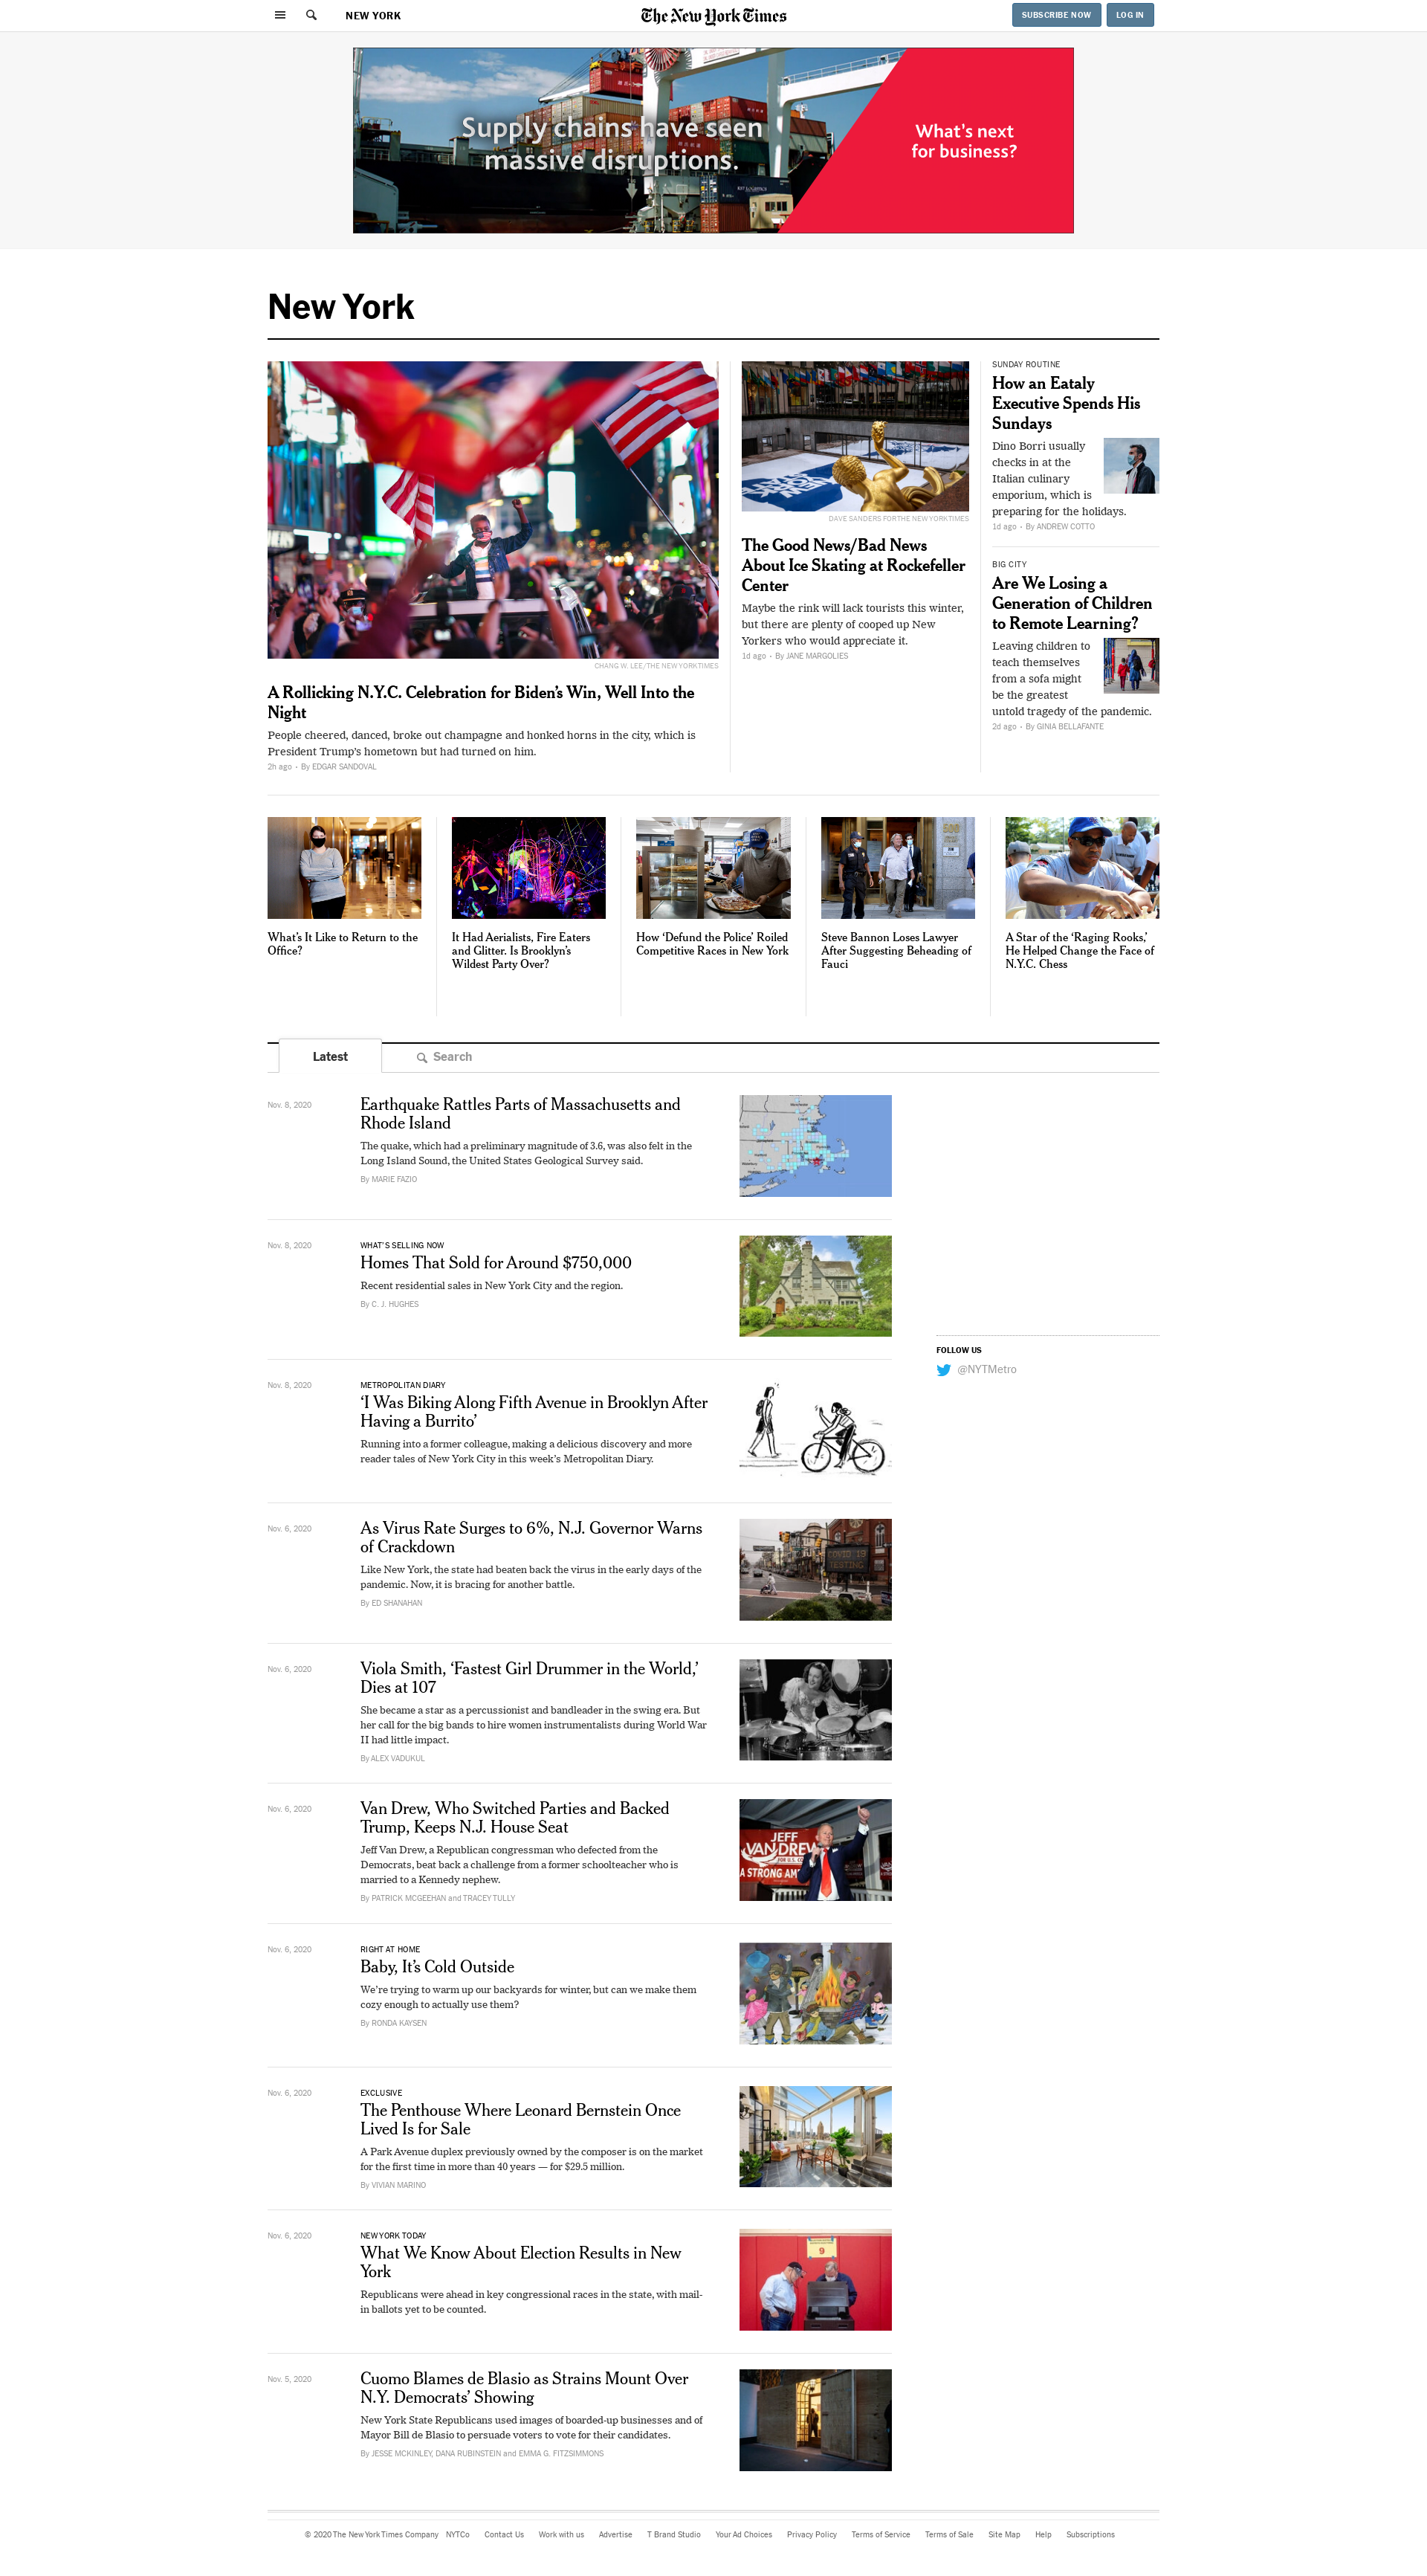 NEW YORK
The New York Times
SUBSCRIBE NOW
LOG IN
Supply chains have seen
massive disruptions.
What's next
for business?
New York
CHANG W. LEE/THE NEW YORK TIMES
A Rollicking N.Y.C. Celebration for Biden’s Win, Well Into the
Night
People cheered, danced, broke out champagne and honked horns in the city, which is
President Trump’s hometown but had turned on him.
2h ago • By EDGAR SANDOVAL
DAVE SANDERS FOR THE NEW YORK TIMES
The Good News/Bad News
About Ice Skating at Rockefeller
Center
Maybe the rink will lack tourists this winter,
but there are plenty of cooped up New
Yorkers who would appreciate it.
1d ago • By JANE MARGOLIES
SUNDAY ROUTINE
How an Eataly
Executive Spends His
Sundays
Dino Borri usually
checks in at the
Italian culinary
emporium, which is
preparing for the holidays.
1d ago • By ANDREW COTTO
BIG CITY
Are We Losing a
Generation of Children
to Remote Learning?
Leaving children to
teach themselves
from a sofa might
be the greatest
untold tragedy of the pandemic.
2d ago • By GINIA BELLAFANTE
What’s It Like to Return to the
Office?
It Had Aerialists, Fire Eaters
and Glitter. Is Brooklyn’s
Wildest Party Over?
How ‘Defund the Police’ Roiled
Competitive Races in New York
500
Steve Bannon Loses Lawyer
After Suggesting Beheading of
Fauci
A Star of the ‘Raging Rooks,’
He Helped Change the Face of
N.Y.C. Chess
Latest
Search
Nov. 8, 2020
Earthquake Rattles Parts of Massachusetts and
Rhode Island
The quake, which had a preliminary magnitude of 3.6, was also felt in the
Long Island Sound, the United States Geological Survey said.
By MARIE FAZIO
Nov. 8, 2020
WHAT’S SELLING NOW
Homes That Sold for Around $750,000
Recent residential sales in New York City and the region.
By C. J. HUGHES
FOLLOW US
@NYTMetro
Nov. 8, 2020
METROPOLITAN DIARY
‘I Was Biking Along Fifth Avenue in Brooklyn After
Having a Burrito’
Running into a former colleague, making a delicious discovery and more
reader tales of New York City in this week’s Metropolitan Diary.
Nov. 6, 2020
As Virus Rate Surges to 6%, N.J. Governor Warns
of Crackdown
Like New York, the state had beaten back the virus in the early days of the
pandemic. Now, it is bracing for another battle.
By ED SHANAHAN
COVID 19
TESTING
Nov. 6, 2020
Viola Smith, ‘Fastest Girl Drummer in the World,’
Dies at 107
She became a star as a percussionist and bandleader in the swing era. But
her call for the big bands to hire women instrumentalists during World War
II had little impact.
By ALEX VADUKUL
Nov. 6, 2020
Van Drew, Who Switched Parties and Backed
Trump, Keeps N.J. House Seat
Jeff Van Drew, a Republican congressman who defected from the
Democrats, beat back a challenge from a former schoolteacher who is
married to a Kennedy nephew.
By PATRICK MCGEEHAN and TRACEY TULLY
JEFF
VAN DREW
FOR U.S. CO
A STRONG AM
Nov. 6, 2020
RIGHT AT HOME
Baby, It’s Cold Outside
We’re trying to warm up our backyards for winter, but can we make them
cozy enough to actually use them?
By RONDA KAYSEN
Nov. 6, 2020
EXCLUSIVE
The Penthouse Where Leonard Bernstein Once
Lived Is for Sale
A Park Avenue duplex previously owned by the composer is on the market
for the first time in more than 40 years — for $29.5 million.
By VIVIAN MARINO
Nov. 6, 2020
NEW YORK TODAY
What We Know About Election Results in New
York
Republicans were ahead in key congressional races in the state, with mail-
in ballots yet to be counted.
9
Nov. 5, 2020
Cuomo Blames de Blasio as Strains Mount Over
N.Y. Democrats’ Showing
New York State Republicans used images of boarded-up businesses and of
Mayor Bill de Blasio to persuade voters to vote for their candidates.
By JESSE MCKINLEY, DANA RUBINSTEIN and EMMA G. FITZSIMMONS
© 2020 The New York Times Company NYTCo Contact Us Work with us Advertise T Brand Studio Your Ad Choices Privacy Policy Terms of Service Terms of Sale Site Map Help Subscriptions